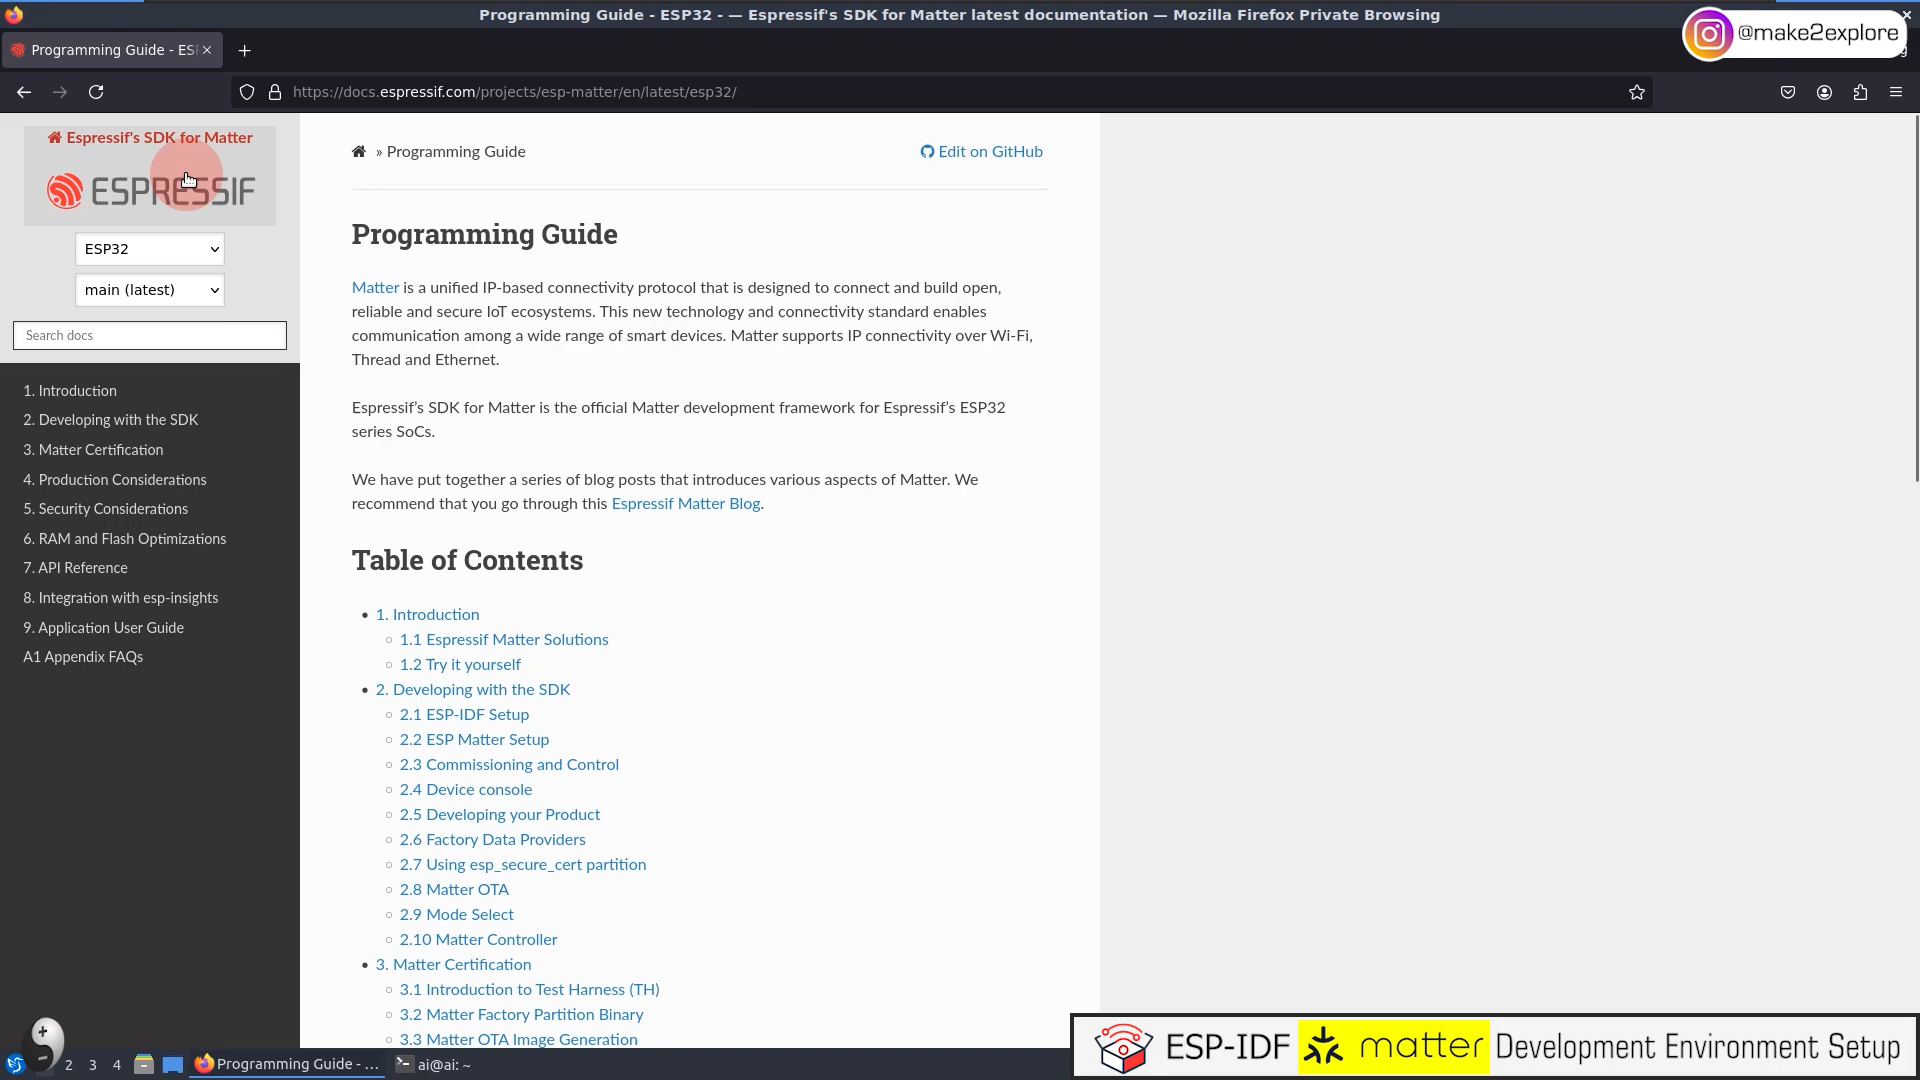 Programming Guide - ESP32 - — Espressif's SDK for Matter latest documentation — Mozilla Firefox Private Browsing
Programming Guide - ES
@make2explore
https://docs.espressif.com/projects/esp-matter/en/latest/esp32/
Espressif's SDK for Matter
ESPRESSIF
ESP32
main (latest)
Search docs
1. Introduction
2. Developing with the SDK
3. Matter Certification
4. Production Considerations
5. Security Considerations
6. RAM and Flash Optimizations
7. API Reference
8. Integration with esp-insights
9. Application User Guide
A1 Appendix FAQs
» Programming Guide
Edit on GitHub
Programming Guide
Matter is a unified IP-based connectivity protocol that is designed to connect and build open,
reliable and secure IoT ecosystems. This new technology and connectivity standard enables
communication among a wide range of smart devices. Matter supports IP connectivity over Wi-Fi,
Thread and Ethernet.
Espressif’s SDK for Matter is the official Matter development framework for Espressif’s ESP32
series SoCs.
We have put together a series of blog posts that introduces various aspects of Matter. We
recommend that you go through this Espressif Matter Blog.
Table of Contents
1. Introduction
1.1 Espressif Matter Solutions
1.2 Try it yourself
2. Developing with the SDK
2.1 ESP-IDF Setup
2.2 ESP Matter Setup
2.3 Commissioning and Control
2.4 Device console
2.5 Developing your Product
2.6 Factory Data Providers
2.7 Using esp_secure_cert partition
2.8 Matter OTA
2.9 Mode Select
2.10 Matter Controller
3. Matter Certification
3.1 Introduction to Test Harness (TH)
3.2 Matter Factory Partition Binary
3.3 Matter OTA Image Generation
2 3 4 Programming Guide - ... ai@ai: ~
ESP-IDF matter Development Environment Setup